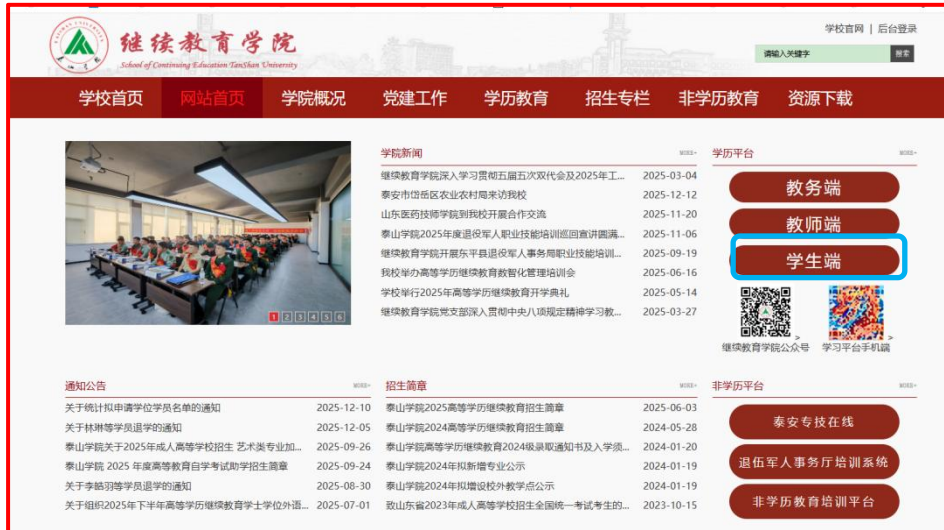 学校官网 | 后台登录
继续教育学院
School of Continuing Education TaiShan University
请输入关键字
搜索
学校首页 网站首页 学院概况 党建工作 学历教育 招生专栏 非学历教育 资源下载
学院新闻 MORE+
继续教育学院深入学习贯彻五届五次双代会及2025年工... 2025-03-04
泰安市岱岳区农业农村局来访我校 2025-12-12
山东医药技师学院到我校开展合作交流 2025-11-20
泰山学院2025年度退役军人职业技能培训巡回宣讲圆满... 2025-11-06
继续教育学院开展东平县退役军人事务局职业技能培训... 2025-09-19
我校举办高等学历继续教育数智化管理培训会 2025-06-16
学校举行2025年高等学历继续教育开学典礼 2025-05-14
继续教育学院党支部深入贯彻中央八项规定精神学习教... 2025-03-27
1 2 3 4 5 6
学历平台 MORE+
教务端
教师端
学生端
继续教育学院公众号 >
学习平台手机端 >
通知公告 MORE+
关于统计拟申请学位学员名单的通知 2025-12-10
关于林琳等学员退学的通知 2025-12-05
泰山学院关于2025年成人高等学校招生 艺术类专业加... 2025-09-26
泰山学院 2025 年度高等教育自学考试助学招生简章 2025-09-24
关于李皓羽等学员退学的通知 2025-08-30
关于组织2025年下半年高等学历继续教育学士学位外语... 2025-07-01
招生简章 MORE+
泰山学院2025高等学历继续教育招生简章 2025-06-03
泰山学院2024高等学历继续教育招生简章 2024-05-28
泰山学院高等学历继续教育2024级录取通知书及入学须... 2024-01-20
泰山学院2024年拟新增专业公示 2024-01-19
泰山学院2024年拟增设校外教学点公示 2024-01-19
致山东省2023年成人高等学校招生全国统一考试考生的... 2023-10-15
非学历平台 MORE+
泰安专技在线
退伍军人事务厅培训系统
非学历教育培训平台